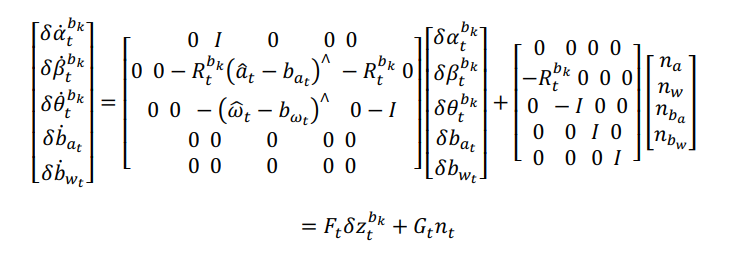 [δα̇_t^{b_k} δβ̇_t^{b_k} δθ̇_t^{b_k} δḃ_{a_t} δḃ_{w_t}] = [0 I 0 0 0; 0 0 − R_t^{b_k}(â_t − b_{a_t})^∧ − R_t^{b_k} 0; 0 0 − (ω̂_t − b_{ω_t})^∧ 0 − I; 0 0 0 0 0; 0 0 0 0 0] [δα_t^{b_k} δβ_t^{b_k} δθ_t^{b_k} δb_{a_t} δb_{w_t}] + [0 0 0 0; −R_t^{b_k} 0 0 0; 0 − I 0 0; 0 0 I 0; 0 0 0 I] [n_a n_w n_{b_a} n_{b_w}]
= F_t δz_t^{b_k} + G_t n_t